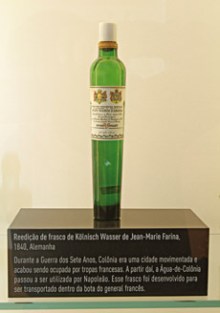 Reedição de frasco de Kölnisch Wasser de Jean-Marie Farina,
1840, Alemanha
Durante a Guerra dos Sete Anos, Colônia era uma cidade movimentada e
acabou sendo ocupada por tropas francesas. A partir daí, a Água-de-Colônia
passou a ser utilizada por Napoleão. Esse frasco foi desenvolvido para
ser transportado dentro da bota do general francês.